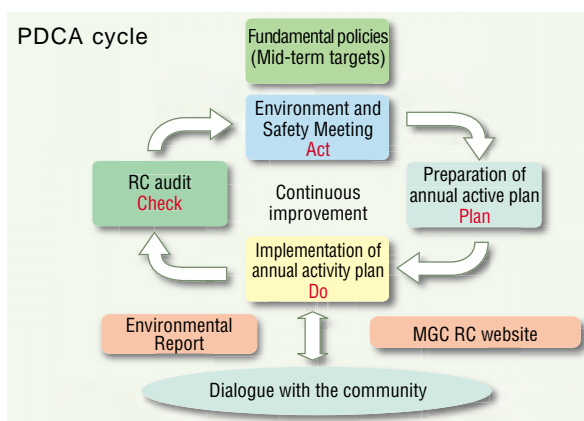 PDCA cycle
Fundamental policies
(Mid-term targets)
Environment and
Safety Meeting
Act
RC audit
Check
Continuous
improvement
Preparation of
annual active plan
Plan
Implementation of
annual activity plan
Do
Environmental
Report
MGC RC website
Dialogue with the community